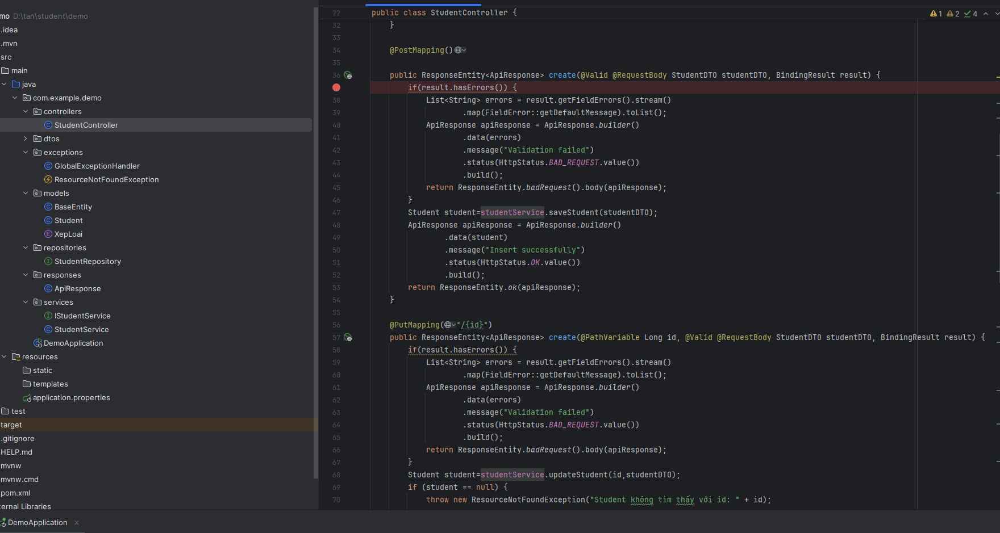 mo D:\tan\student\demo
.idea
.mvn
src
main
java
com.example.demo
controllers
StudentController
dtos
exceptions
GlobalExceptionHandler
ResourceNotFoundException
models
BaseEntity
Student
XepLoai
repositories
StudentRepository
responses
ApiResponse
services
IStudentService
StudentService
DemoApplication
resources
static
templates
application.properties
test
target
.gitignore
HELP.md
mvnw
mvnw.cmd
pom.xml
ternal Libraries
1 2 4
22 public class StudentController {
32 }
33
34 @PostMapping()
35
36 public ResponseEntity<ApiResponse> create(@Valid @RequestBody StudentDTO studentDTO, BindingResult result) {
if(result.hasErrors()) {
38 List<String> errors = result.getFieldErrors().stream()
39 .map(FieldError::getDefaultMessage).toList();
40 ApiResponse apiResponse = ApiResponse.builder()
41 .data(errors)
42 .message("Validation failed")
43 .status(HttpStatus.BAD_REQUEST.value())
44 .build();
45 return ResponseEntity.badRequest().body(apiResponse);
46 }
47 Student student=studentService.saveStudent(studentDTO);
48 ApiResponse apiResponse = ApiResponse.builder()
49 .data(student)
50 .message("Insert successfully")
51 .status(HttpStatus.OK.value())
52 .build();
53 return ResponseEntity.ok(apiResponse);
54 }
55
56 @PutMapping("/{id}")
57 public ResponseEntity<ApiResponse> create(@PathVariable Long id, @Valid @RequestBody StudentDTO studentDTO, BindingResult result) {
58 if(result.hasErrors()) {
59 List<String> errors = result.getFieldErrors().stream()
60 .map(FieldError::getDefaultMessage).toList();
61 ApiResponse apiResponse = ApiResponse.builder()
62 .data(errors)
63 .message("Validation failed")
64 .status(HttpStatus.BAD_REQUEST.value())
65 .build();
66 return ResponseEntity.badRequest().body(apiResponse);
67 }
68 Student student=studentService.updateStudent(id,studentDTO);
69 if (student == null) {
70 throw new ResourceNotFoundException("Student không tìm thấy với id: " + id);
DemoApplication